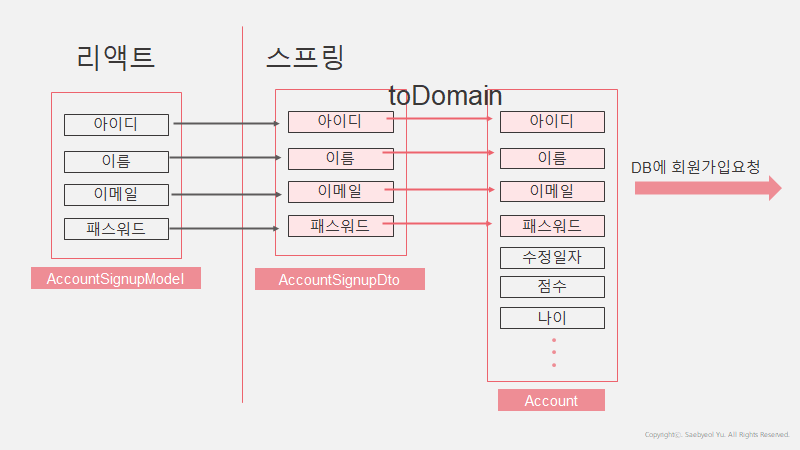 리액트
아이디
이름
이메일
패스워드
AccountSignupModel
스프링
toDomain
아이디
이름
이메일
패스워드
AccountSignupDto
아이디
이름
이메일
패스워드
수정일자
점수
나이
Account
DB에 회원가입요청
Copyrightⓒ. Saebyeol Yu. All Rights Reserved.